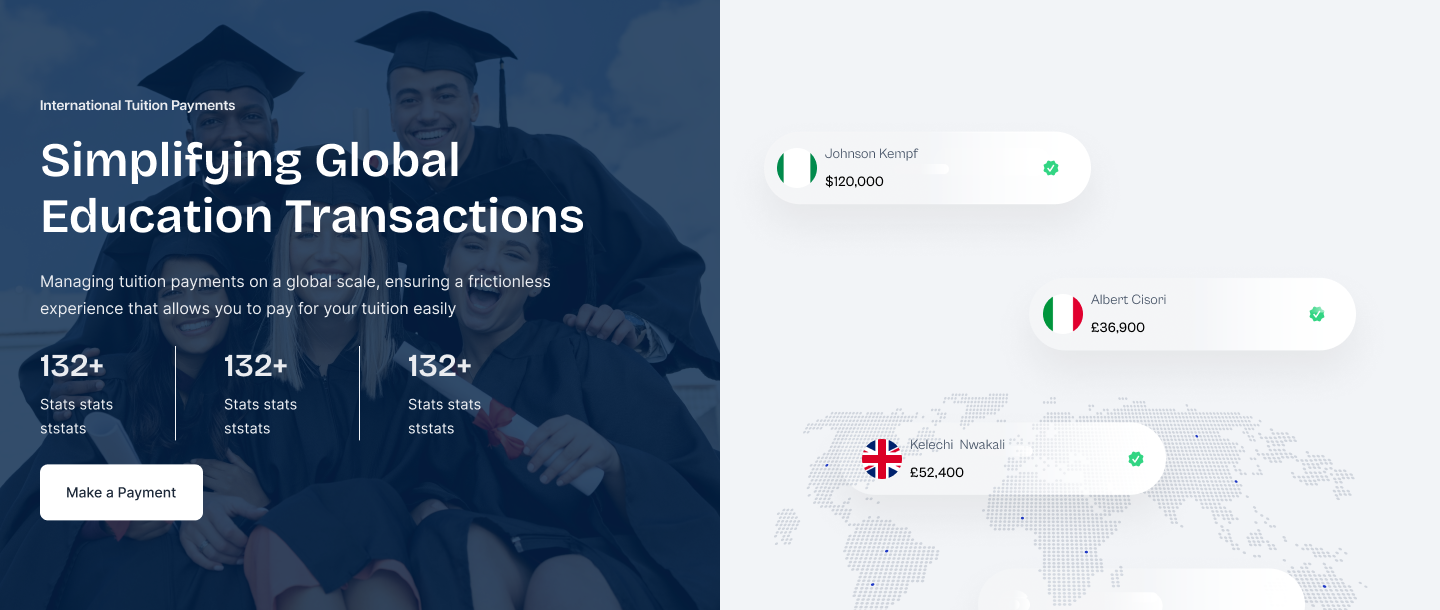 International Tuition Payments
Simplifying Global
Education Transactions
Managing tuition payments on a global scale, ensuring a frictionless
experience that allows you to pay for your tuition easily
132+
Stats stats
ststats
132+
Stats stats
ststats
132+
Stats stats
ststats
Make a Payment
Johnson Kempf
$120,000
Albert Cisori
£36,900
Kelechi Nwakali
£52,400